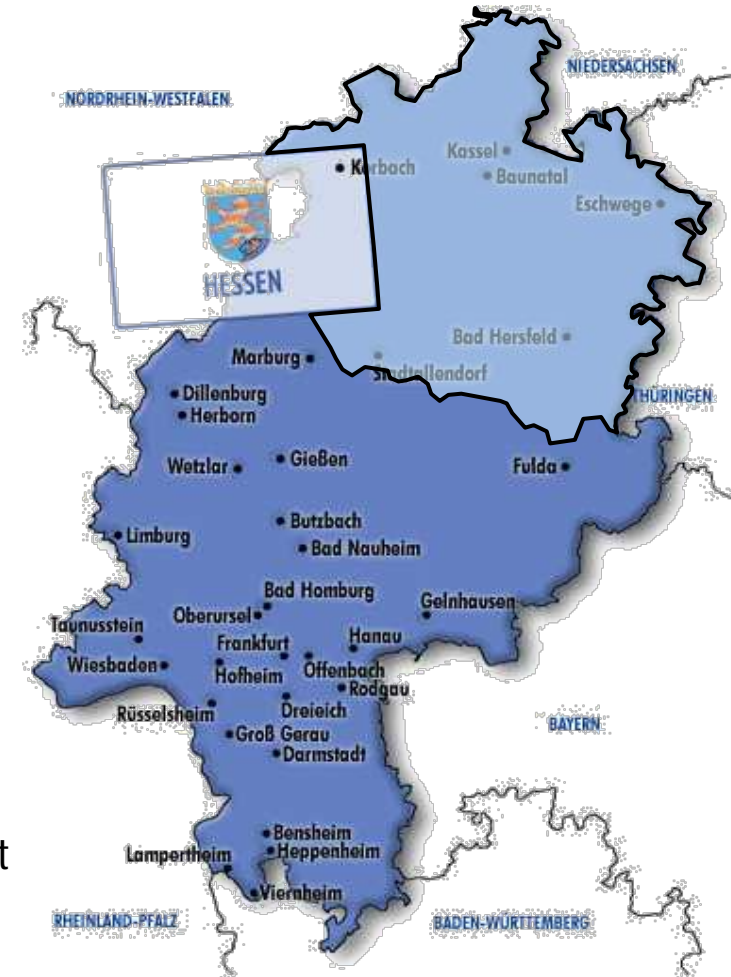 NIEDERSACHSEN
NORDRHEIN-WESTFALEN
Kassel
Korbach
Baunatal
Eschwege
HESSEN
Bad Hersfeld
Marburg
Stadtallendorf
Dillenburg
THÜRINGEN
Herborn
Gießen
Wetzlar
Fulda
Butzbach
Limburg
Bad Nauheim
Bad Homburg
Gelnhausen
Oberursel
Taunusstein
Frankfurt
Hanau
Wiesbaden
Hofheim
Offenbach
Rodgau
Rüsselsheim
Dreieich
BAYERN
Groß Gerau
Darmstadt
Bensheim
t
Lampertheim
Heppenheim
Viernheim
RHEINLAND-PFALZ
BADEN-WÜRTTEMBERG